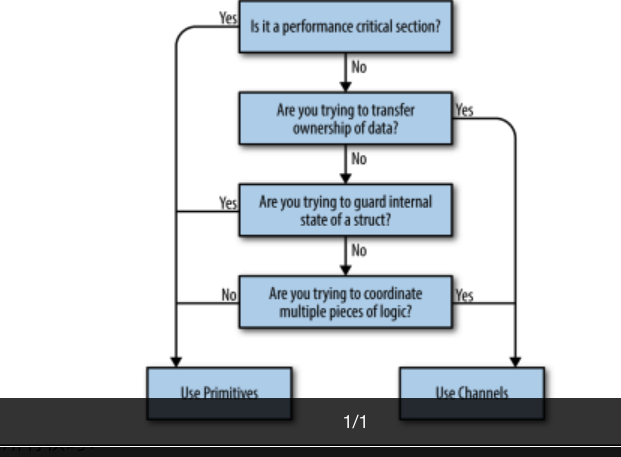 Yes
Is it a performance critical section?
No
Are you trying to transfer
ownership of data?
Yes
No
Yes
Are you trying to guard internal
state of a struct?
No
No
Are you trying to coordinate
multiple pieces of logic?
Yes
Use Primitives
Use Channels
1/1